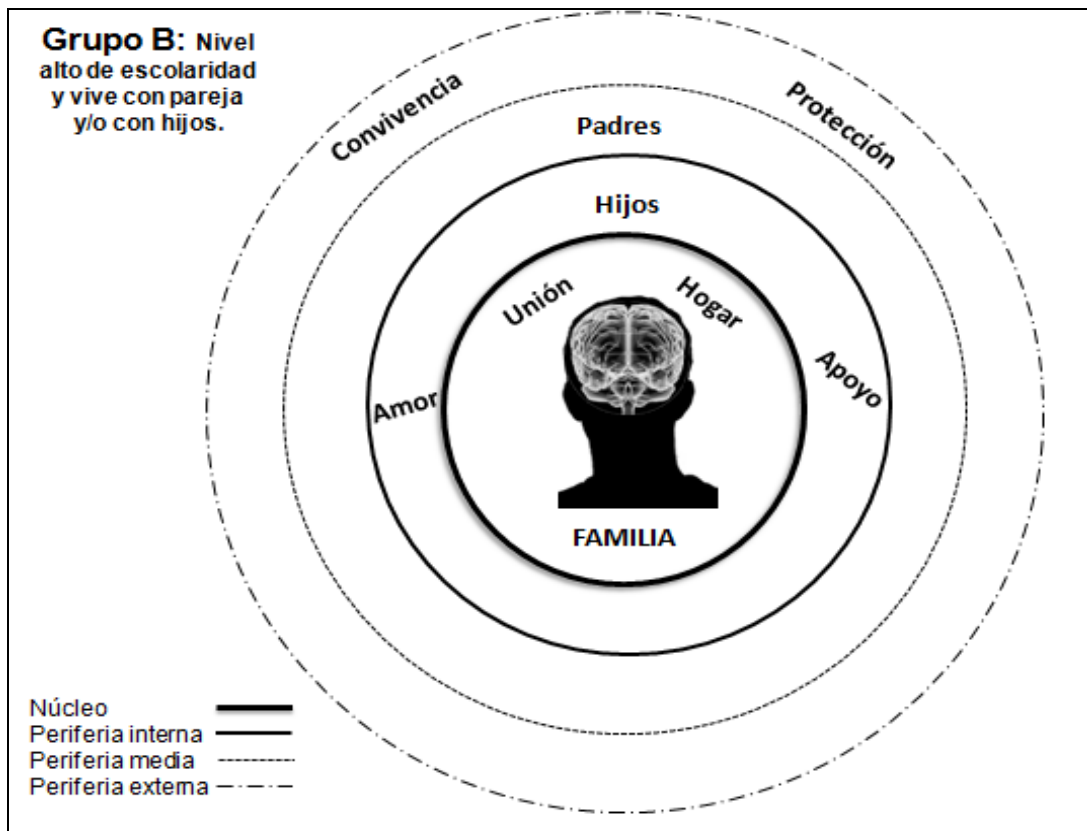 Grupo B: Nivel
alto de escolaridad
y vive con pareja
y/o con hijos.
Convivencia
Protección
Padres
Hijos
Unión
Hogar
Amor
Apoyo
FAMILIA
Núcleo
Periferia interna
Periferia media
Periferia externa